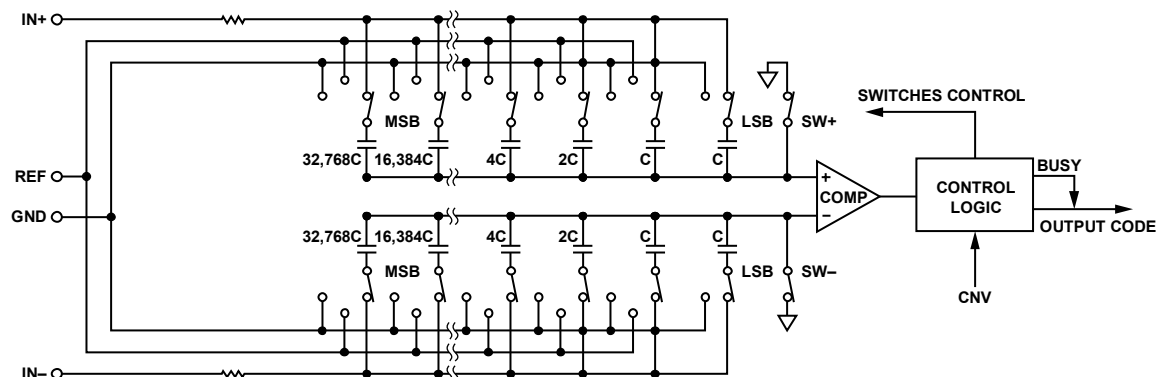 IN+
SWITCHES CONTROL
MSB
LSB
SW+
32,768C
16,384C
4C
2C
C
C
BUSY
REF
+
COMP
CONTROL
LOGIC
GND
–
OUTPUT CODE
32,768C
16,384C
4C
2C
C
C
MSB
LSB
SW–
CNV
IN–